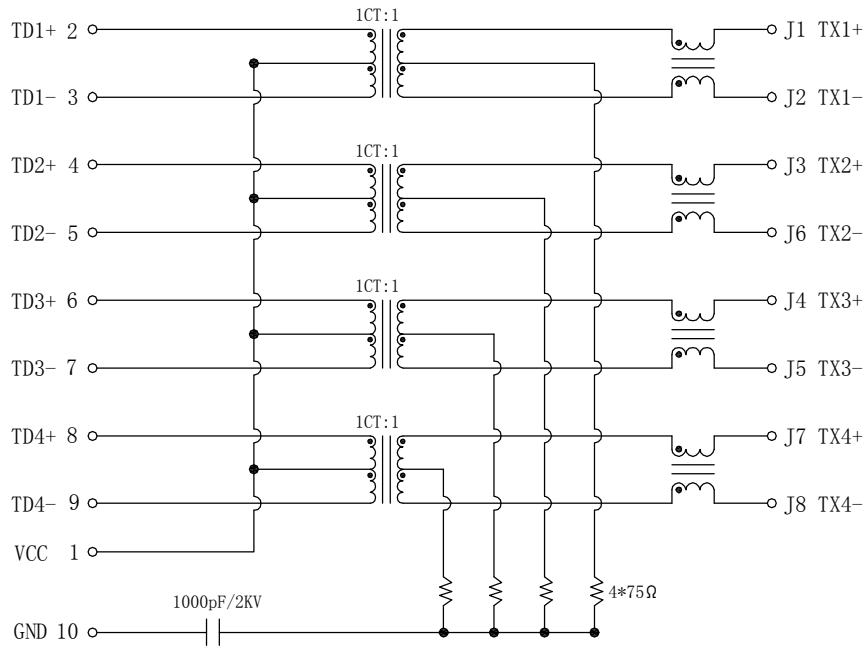 1CT:1
TD1+ 2 J1 TX1+
TD1- 3 J2 TX1-
1CT:1
TD2+ 4 J3 TX2+
TD2- 5 J6 TX2-
1CT:1
TD3+ 6 J4 TX3+
TD3- 7 J5 TX3-
1CT:1
TD4+ 8 J7 TX4+
TD4- 9 J8 TX4-
VCC 1
4*75Ω
1000pF/2KV
GND 10